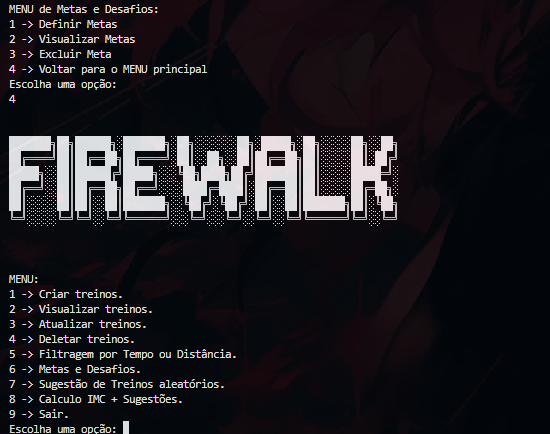 MENU de Metas e Desafios:
1 -> Definir Metas
2 -> Visualizar Metas
3 -> Excluir Meta
4 -> Voltar para o MENU principal
Escolha uma opção:
4
FIREWALK
MENU:
1 -> Criar treinos.
2 -> Visualizar treinos.
3 -> Atualizar treinos.
4 -> Deletar treinos.
5 -> Filtragem por Tempo ou Distância.
6 -> Metas e Desafios.
7 -> Sugestão de Treinos aleatórios.
8 -> Calculo IMC + Sugestões.
9 -> Sair.
Escolha uma opção: